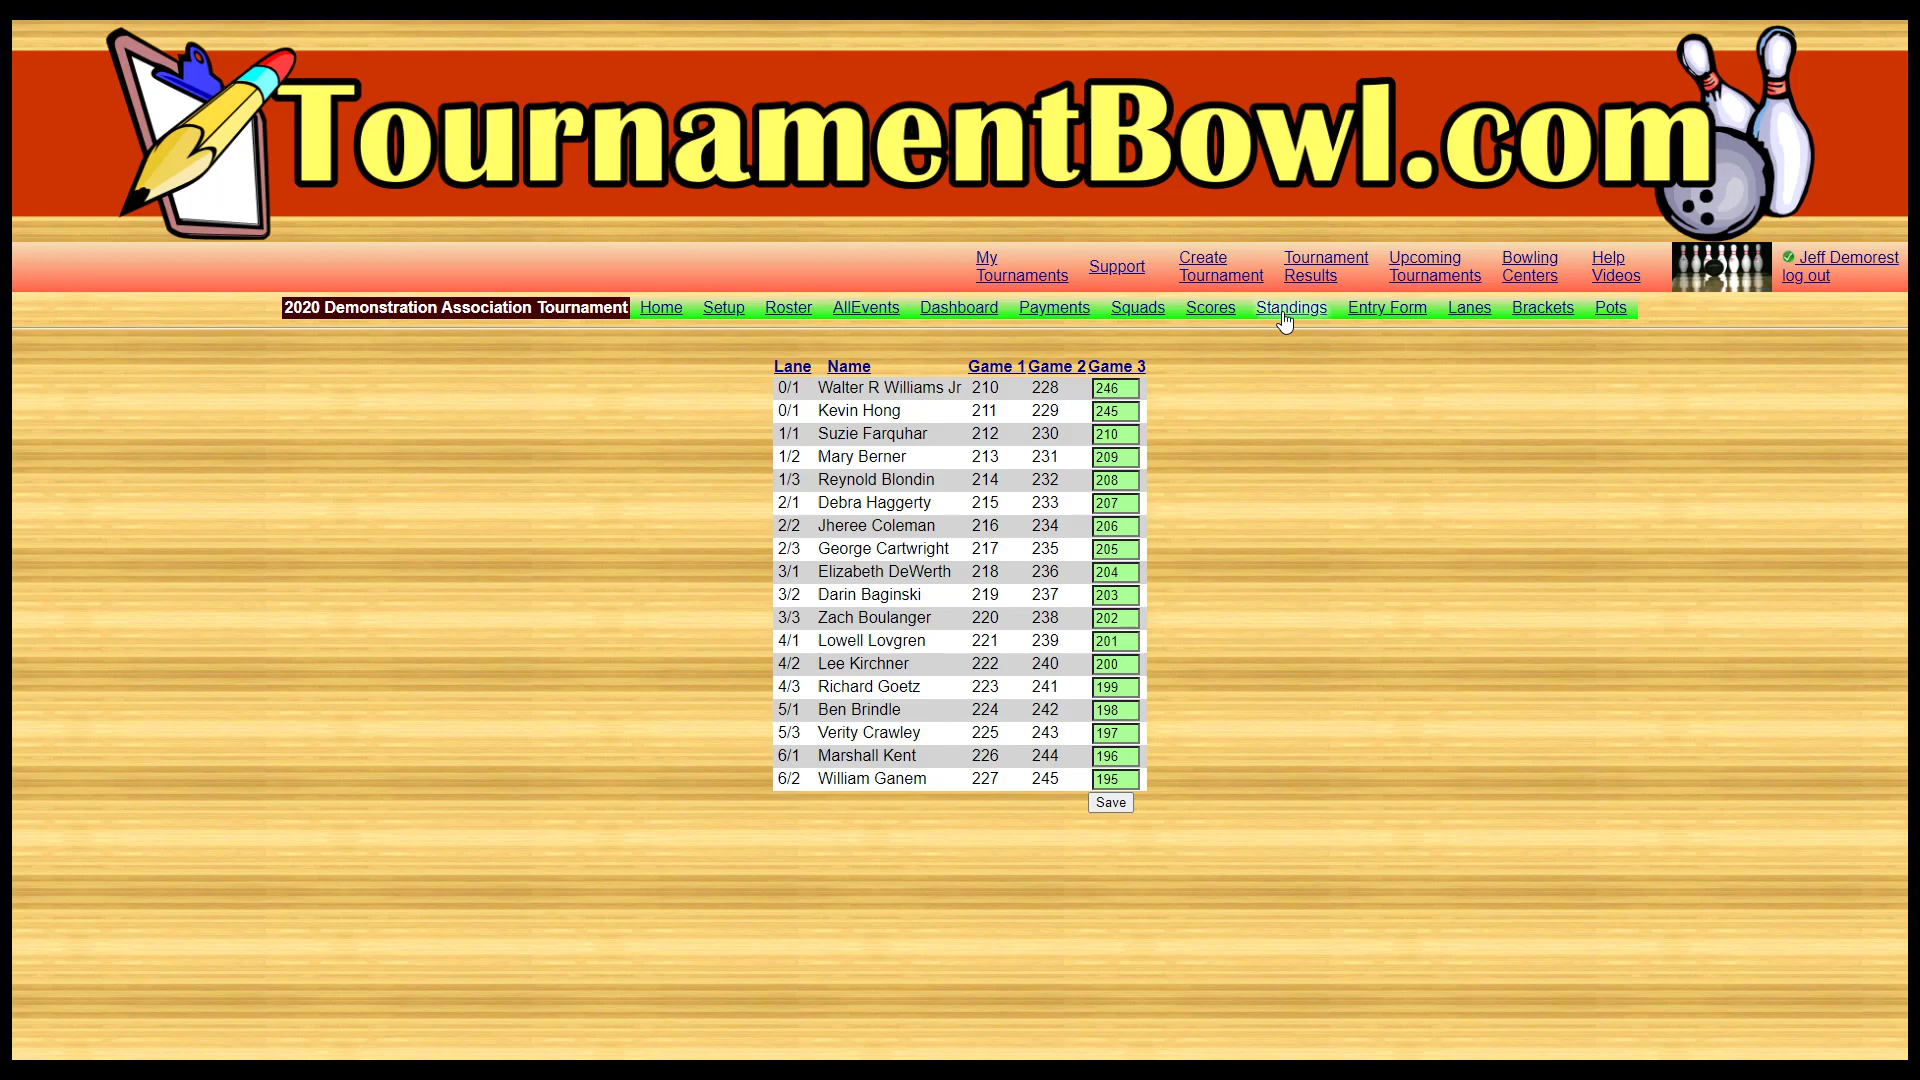 TournamentBowl.com
My Tournaments Support Create Tournament Tournament Results Upcoming Tournaments Bowling Centers Help Videos Jeff Demorest log out
2020 Demonstration Association Tournament Home Setup Roster AllEvents Dashboard Payments Squads Scores Standings Entry Form Lanes Brackets Pots
Lane Name Game 1 Game 2 Game 3
0/1 Walter R Williams Jr 210 228 246
0/1 Kevin Hong 211 229 245
1/1 Suzie Farquhar 212 230 210
1/2 Mary Berner 213 231 209
1/3 Reynold Blondin 214 232 208
2/1 Debra Haggerty 215 233 207
2/2 Jheree Coleman 216 234 206
2/3 George Cartwright 217 235 205
3/1 Elizabeth DeWerth 218 236 204
3/2 Darin Baginski 219 237 203
3/3 Zach Boulanger 220 238 202
4/1 Lowell Lovgren 221 239 201
4/2 Lee Kirchner 222 240 200
4/3 Richard Goetz 223 241 199
5/1 Ben Brindle 224 242 198
5/3 Verity Crawley 225 243 197
6/1 Marshall Kent 226 244 196
6/2 William Ganem 227 245 195
Save